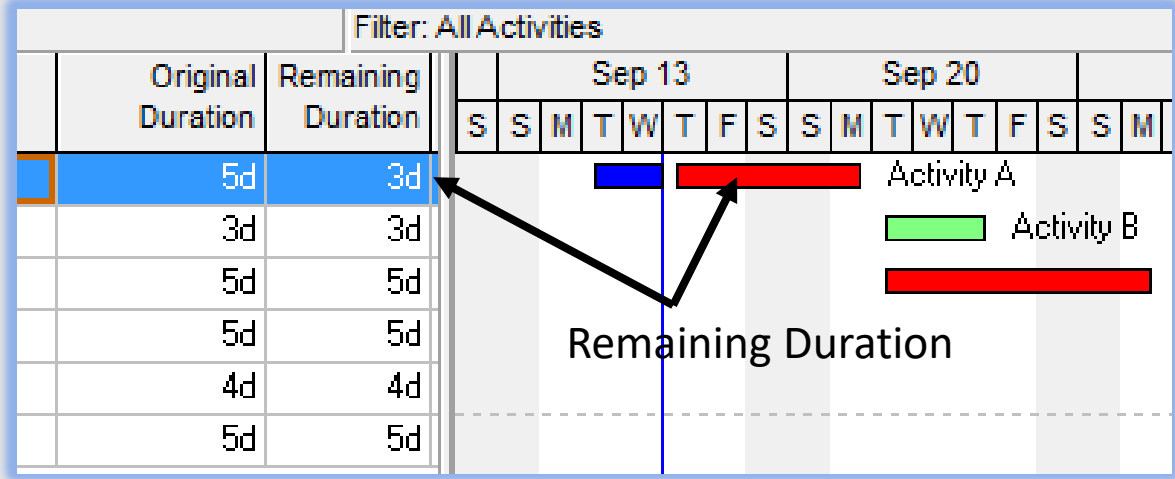 Filter: All Activities
Original Duration Remaining Duration Sep 13 Sep 20
S S M T W T F S S M T W T F S S M
5d 3d Activity A
3d 3d Activity B
5d 5d
5d 5d
Remaining Duration
4d 4d
5d 5d